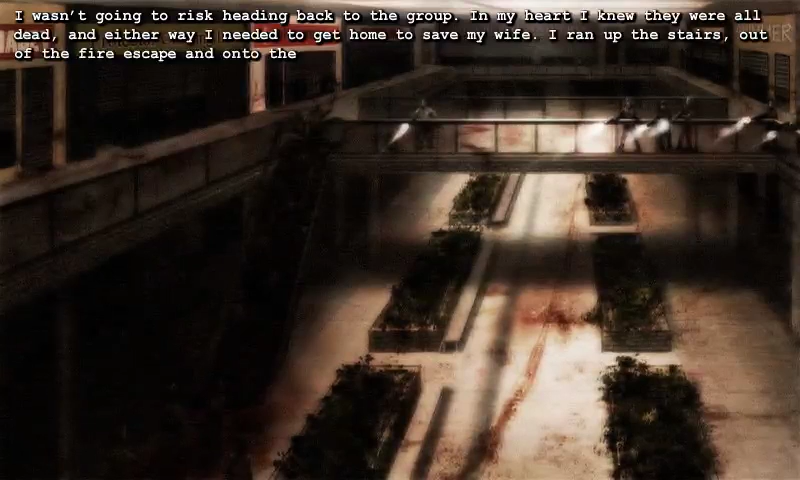 I wasn't going to risk heading back to the group. In my heart I knew they were all
dead, and either way I needed to get home to save my wife. I ran up the stairs, out
of the fire escape and onto the